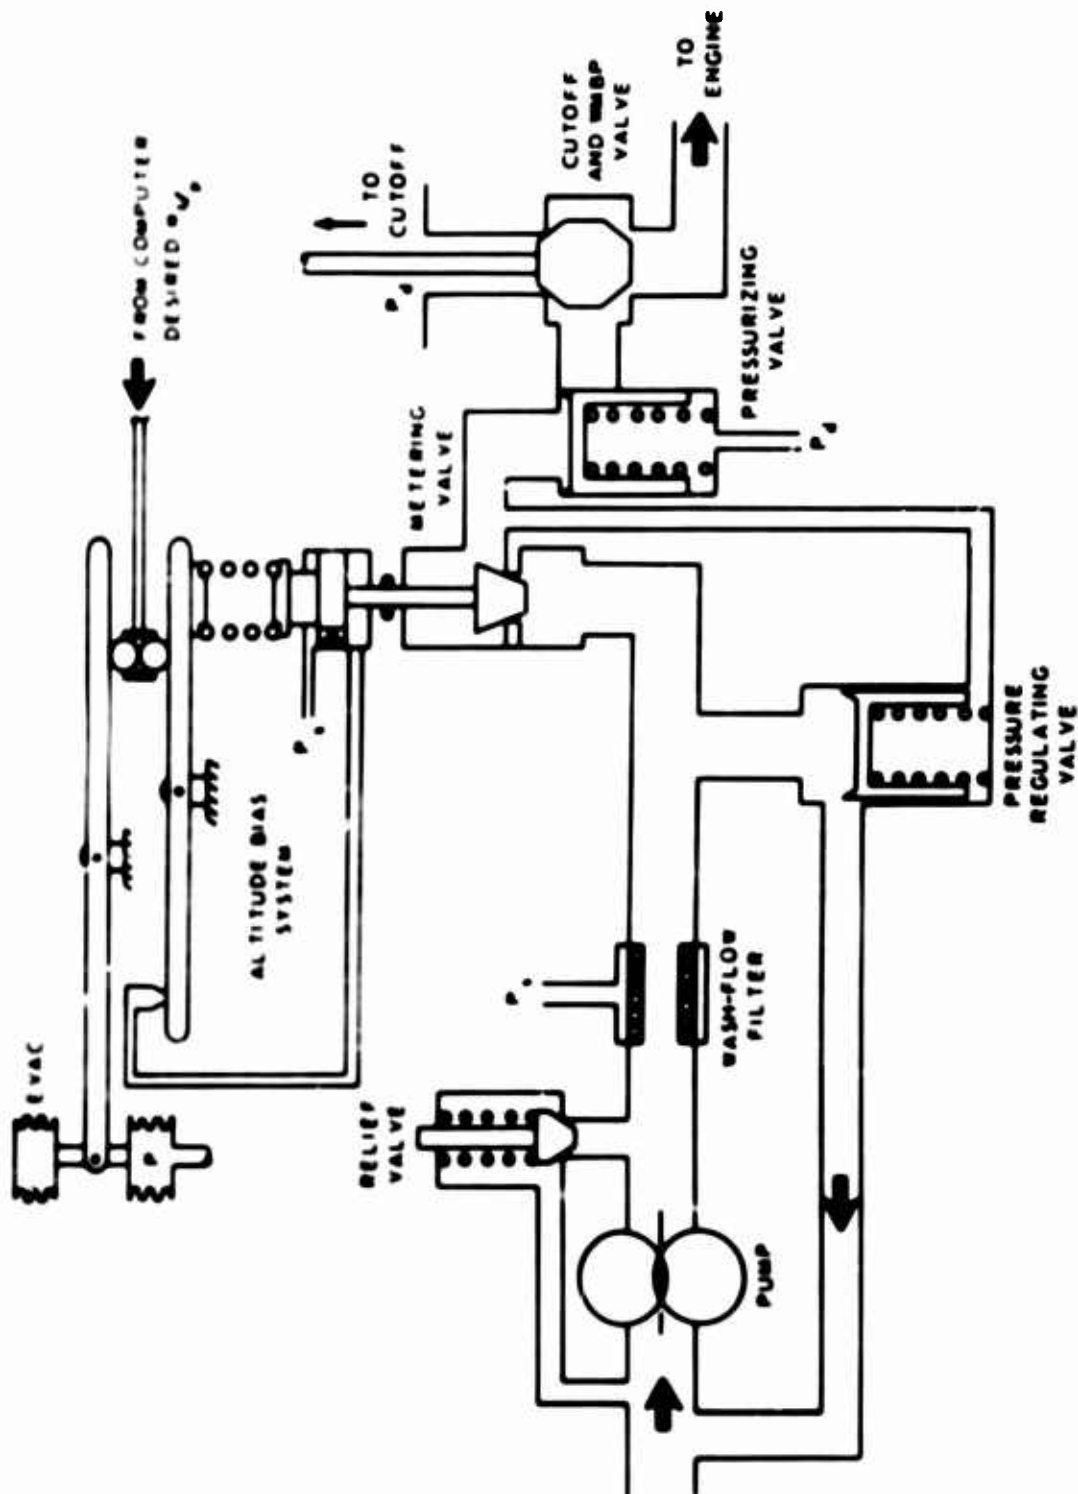 EVAC
P
FROM COMPUTER
DESIRED
ALTITUDE BIAS
SYSTEM
TO
CUTOFF
P d
CUTOFF
AND WMBP
VALVE
TO
ENGINE
METERING
VALVE
PRESSURIZING
VALVE
P d
P s
RELIEF
VALVE
P s
WASH-FLOW
FILTER
PUMP
PRESSURE
REGULATING
VALVE